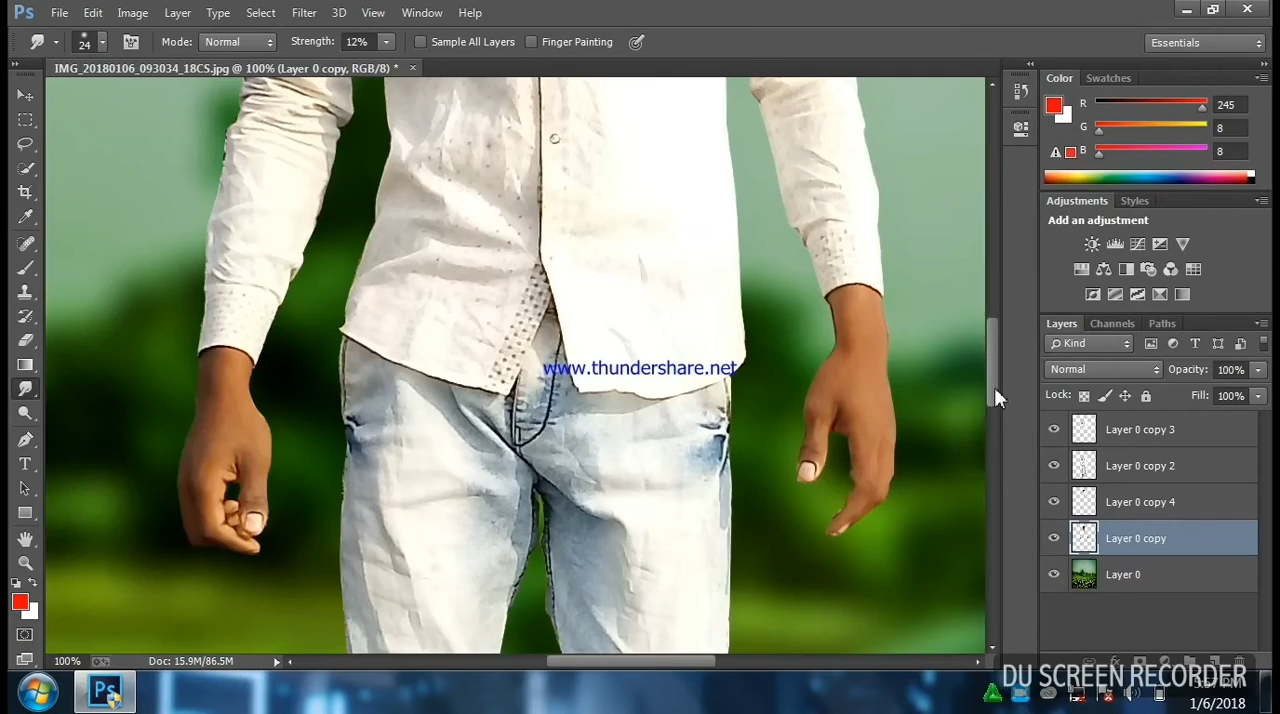 Ps File Edit Image Layer Type Select Filter 3D View Window Help
24 Mode: Normal Strength: 12% Sample All Layers Finger Painting Essentials
IMG_20180106_093034_18CS.jpg @ 100% (Layer 0 copy, RGB/8) *
Color Swatches
R 245
G 8
B 8
Adjustments Styles
Add an adjustment
Layers Channels Paths
Kind
Normal Opacity: 100%
Lock: Fill: 100%
Layer 0 copy 3
Layer 0 copy 2
Layer 0 copy 4
Layer 0 copy
Layer 0
www.thundershare.net
100% Doc: 15.9M/86.5M
DU SCREEN RECORDER
Ps
1/6/2018